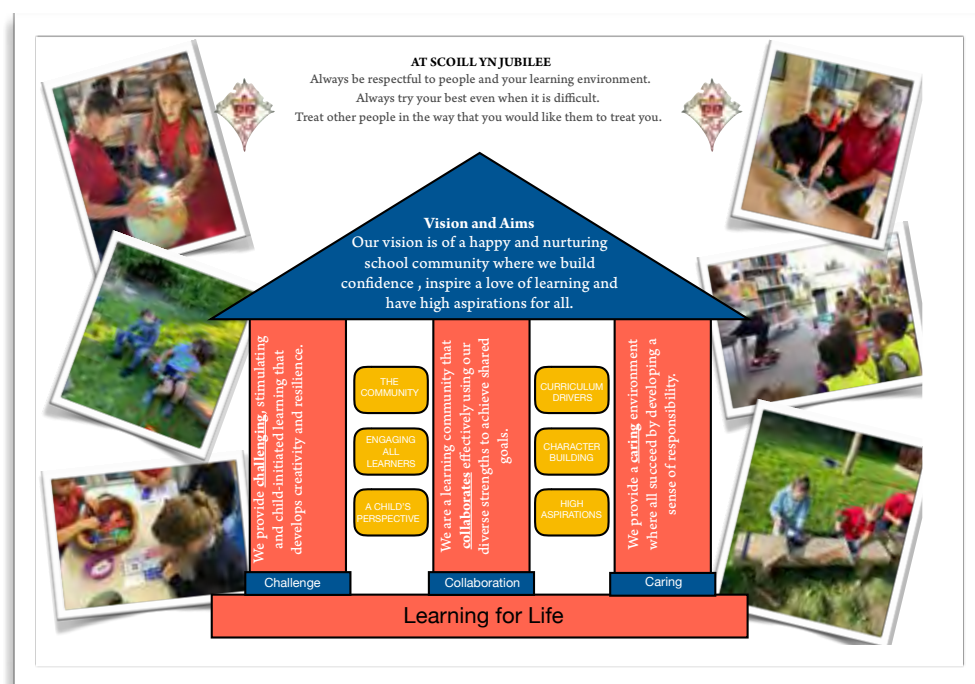 AT SCOILL YN JUBILEE
Always be respectful to people and your learning environment.
Always try your best even when it is difficult.
Treat other people in the way that you would like them to treat you.
Vision and Aims
Our vision is of a happy and nurturing
school community where we build
confidence , inspire a love of learning and
have high aspirations for all.
We provide challenging, stimulating
and child-initiated learning that
develops creativity and resilience.
THE
COMMUNITY
ENGAGING
ALL
LEARNERS
A CHILD'S
PERSPECTIVE
We are a learning community that
collaborates effectively using our
diverse strengths to achieve shared
goals.
CURRICULUM
DRIVERS
CHARACTER
BUILDING
HIGH
ASPIRATIONS
We provide a caring environment
where all succeed by developing a
sense of responsibility.
Challenge
Collaboration
Caring
Learning for Life